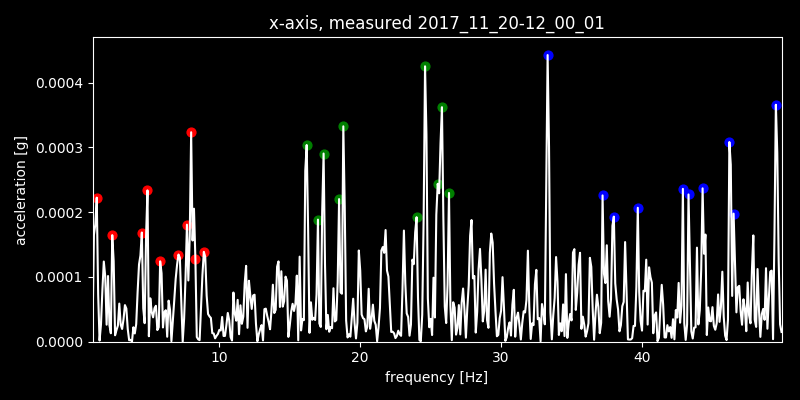 x-axis, measured 2017_11_20-12_00_01
acceleration [g]
0.0004
0.0003
0.0002
0.0001
0.0000
10 20 30 40
frequency [Hz]